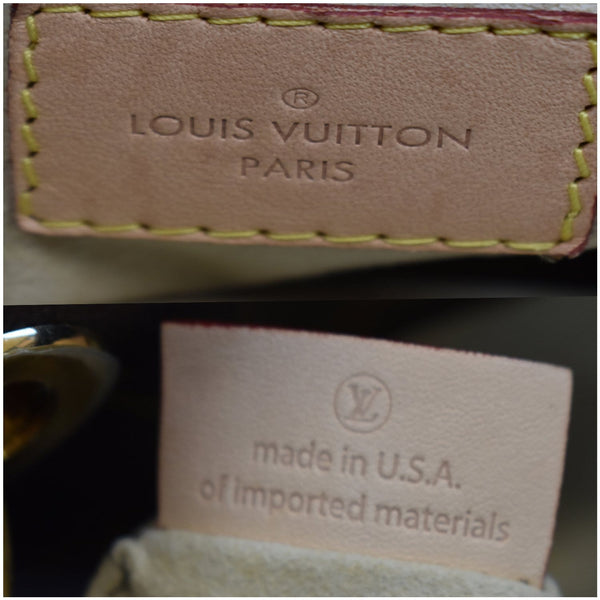 ®
LOUIS VUITTON
PARIS
LV
made in U.S.A.
of imported materials